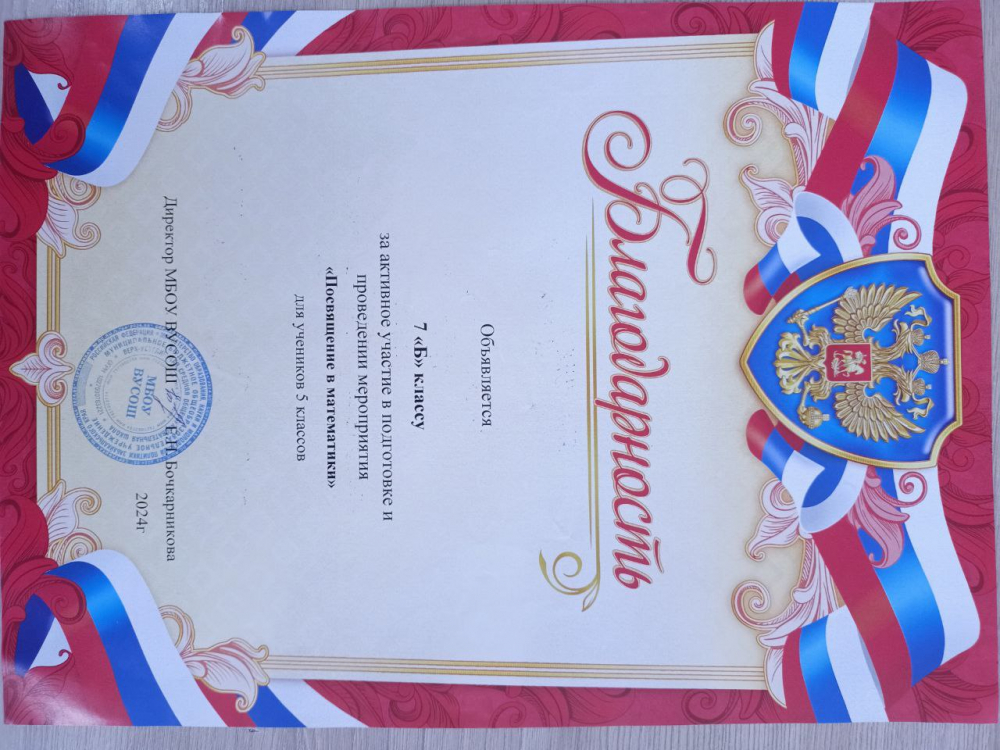 Благодарность
Объявляется
7 «Б» классу
за активное участие в подготовке и
проведении мероприятия
«Посвящение в математики»
для учеников 5 классов
Директор МБОУ ВУСОШ Е.Н. Бочкарникова
2024г
МБОУ
ВУСОШ